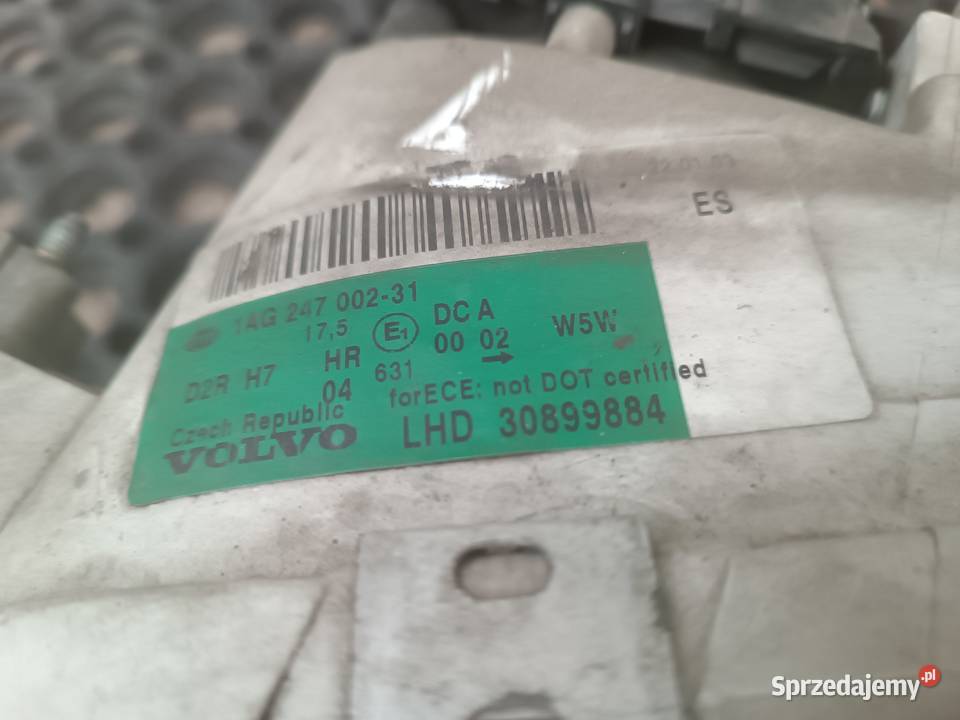 ES
1AG 247 002-31
17,5 E1 DC A
D2R H7 HR 00 02 W5W
04 631
Czech Republic forECE: not DOT certified
VOLVO LHD 30899884
Sprzedajemy.pl